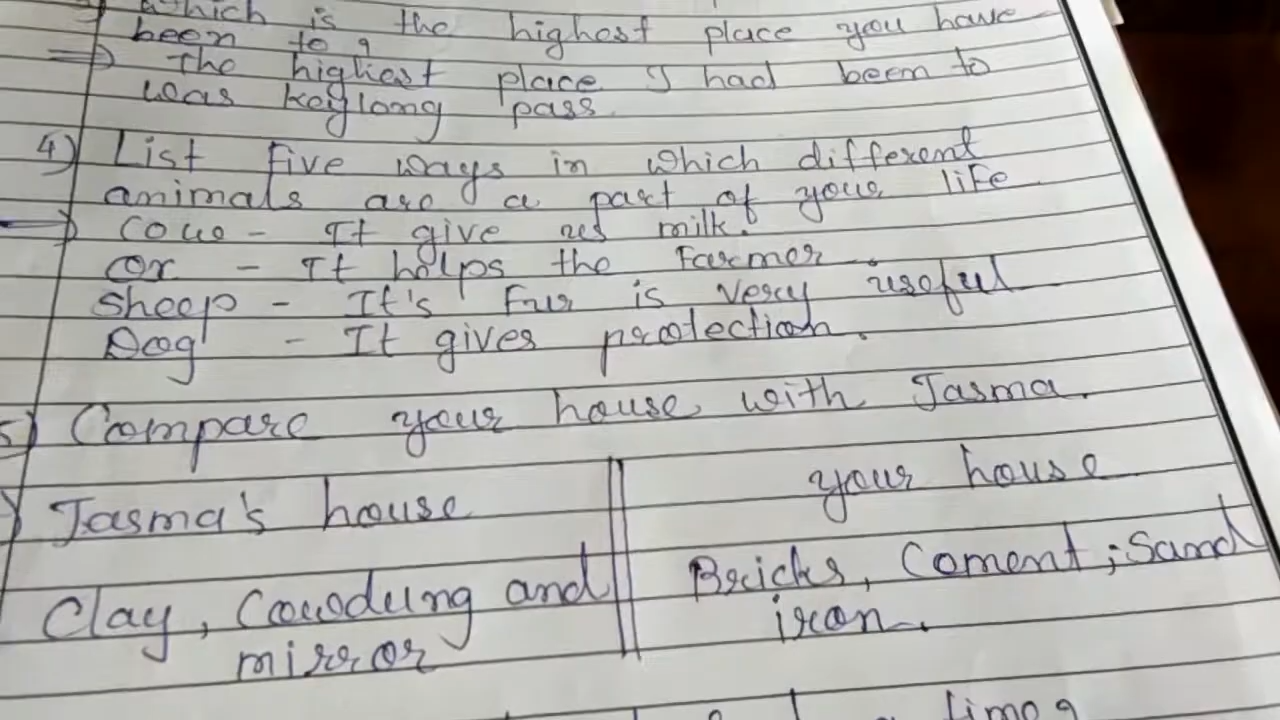 which is the highest place you have
been to ?
⇒ The highest place I had been to
was keylong pass.
4) List five ways in which different
animals are a part of your life
⇒ Cow - It give us milk.
Ox - It helps the Farmer.
Sheep - It's Fur is very useful
Dog - It gives protection.
5) Compare your house with Jasma.
Jasma's house
your house
Clay, Cowdung and
mirror
Bricks, Cement, Sand
iron.